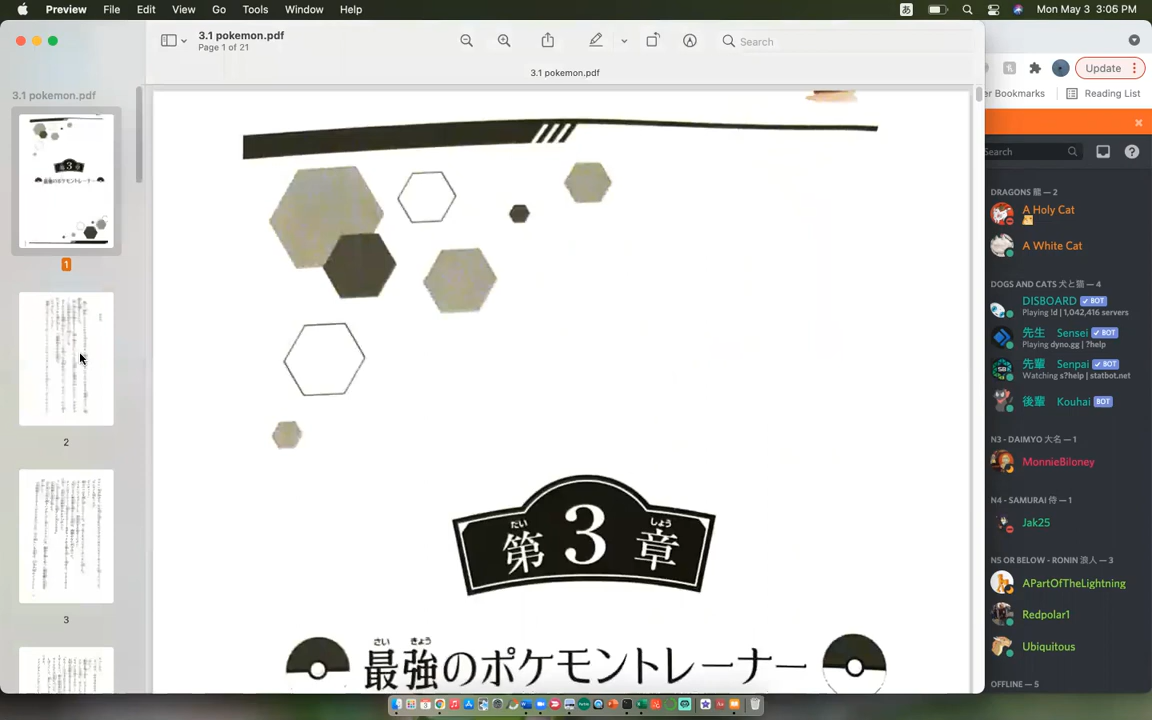 Preview File Edit View Go Tools Window Help
あ
Mon May 3 3:06 PM
3.1 pokemon.pdf
Page 1 of 21
Search
3.1 pokemon.pdf
3.1 pokemon.pdf
1
2
3
だい しょう
第3章
さい きょう
最強のポケモントレーナー
Update
er Bookmarks
Reading List
Search
DRAGONS 龍 — 2
A Holy Cat
A White Cat
DOGS AND CATS 犬と猫 — 4
DISBOARD ✓ BOT
Playing !d | 1,042,416 servers
先生 Sensei ✓ BOT
Playing dyno.gg | ?help
先輩 Senpai ✓ BOT
Watching s?help | statbot.net
後輩 Kouhai BOT
N3 - DAIMYO 大名 — 1
MonnieBiloney
N4 - SAMURAI 侍 — 1
Jak25
N5 OR BELOW - RONIN 浪人 — 3
APartOfTheLightning
Redpolar1
Ubiquitous
OFFLINE — 5